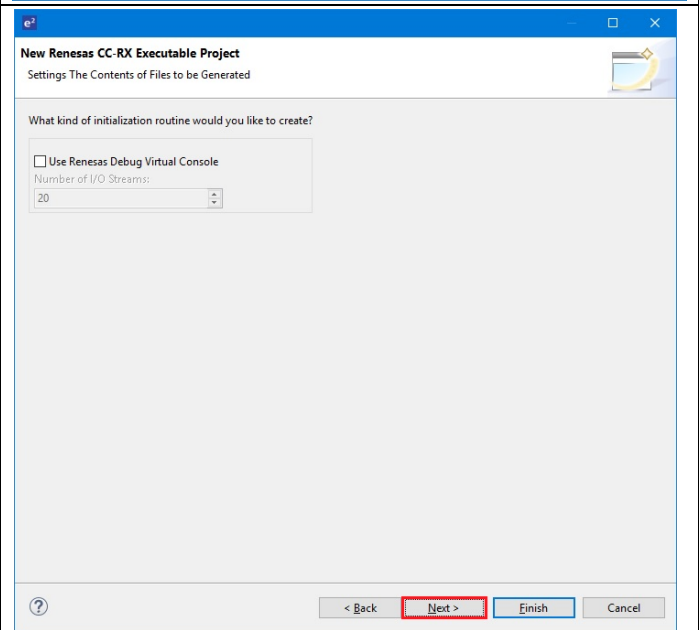 e²
New Renesas CC-RX Executable Project
Settings The Contents of Files to be Generated
What kind of initialization routine would you like to create?
Use Renesas Debug Virtual Console
Number of I/O Streams:
20
?
< Back
Next >
Finish
Cancel